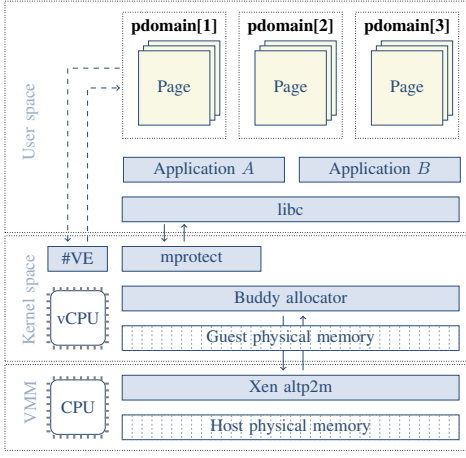 pdomain[1] pdomain[2] pdomain[3]
Page Page Page
User space
Application A Application B
libc
#VE mprotect
Kernel space
Buddy allocator
vCPU
Guest physical memory
VMM
CPU
Xen altp2m
Host physical memory